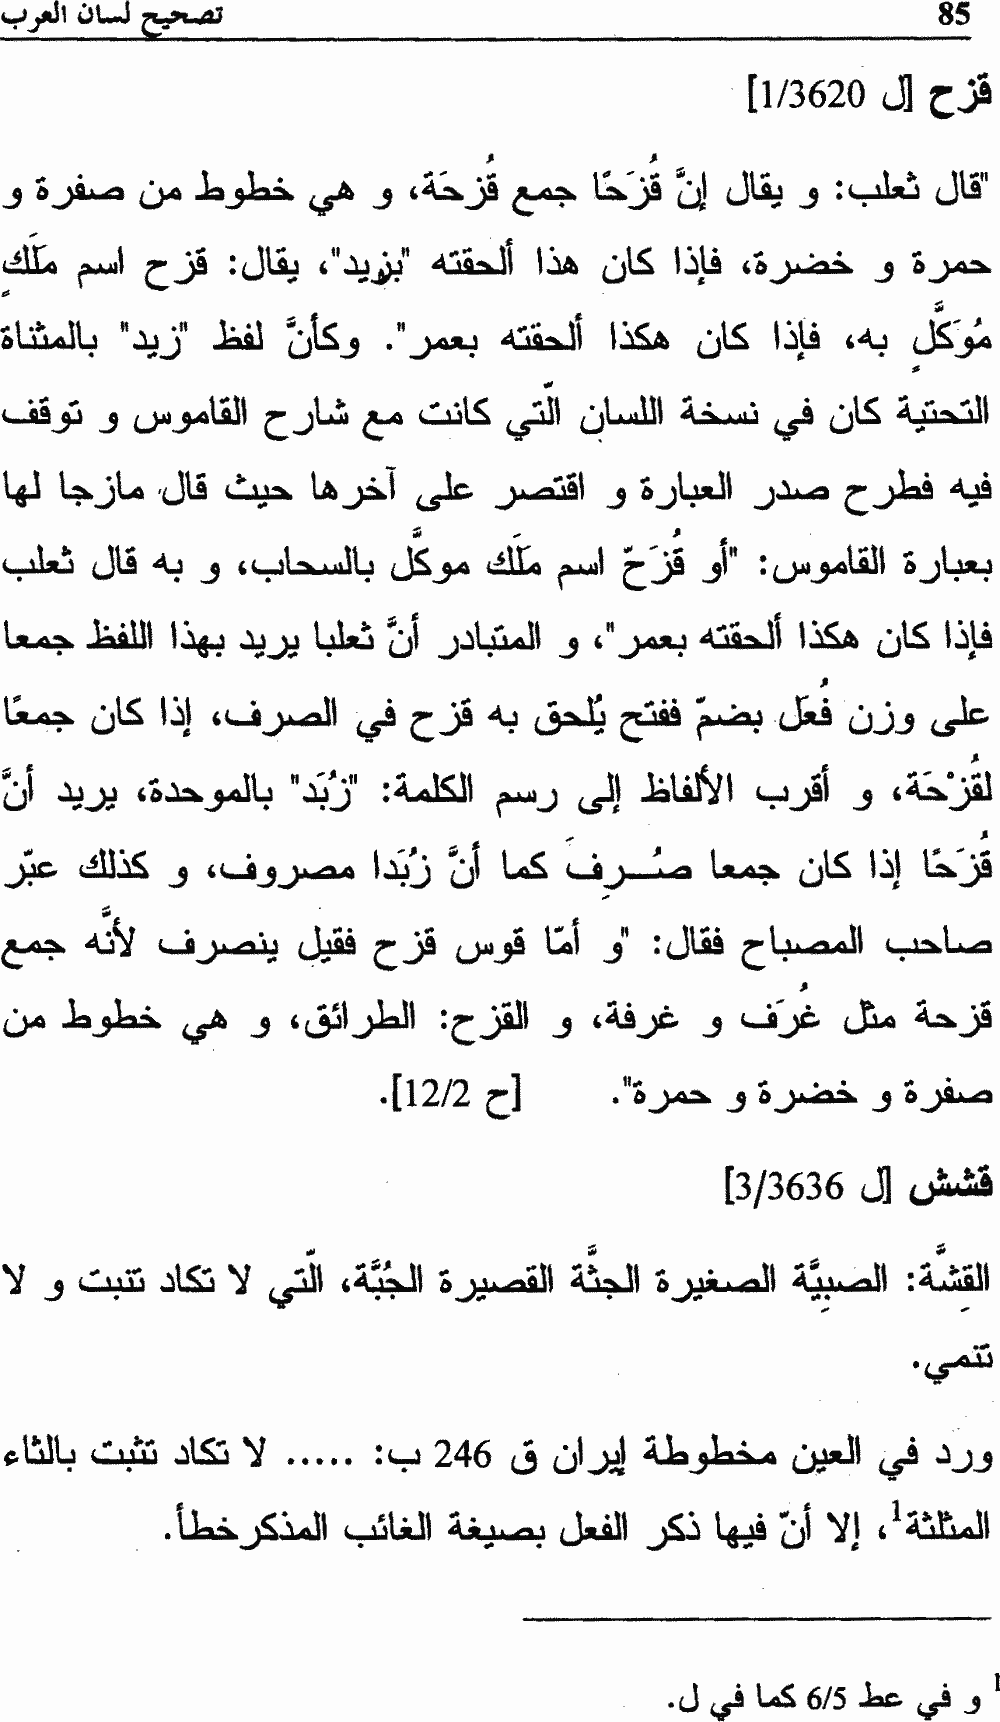 85 تصحيح لسان العرب
قزح [ل 1/3620]
"قال ثعلب: و يقال إنَّ قُزَحًا جمع قُزحَة، و هي خطوط من صفرة و
حمرة و خضرة، فإذا كان هذا ألحقته "بزيد"، يقال: قزح اسم مَلَكٍ
مُوَكَّلٍ به، فإذا كان هكذا ألحقته بعمر". وكأنَّ لفظ "زيد" بالمثناة
التحتية كان في نسخة اللسان الّتي كانت مع شارح القاموس و توقف
فيه فطرح صدر العبارة و اقتصر على آخرها حيث قال مازجا لها
بعبارة القاموس: "أو قُزَحّ اسم مَلَك موكَّل بالسحاب، و به قال ثعلب
فإذا كان هكذا ألحقته بعمر"، و المتبادر أنَّ ثعلبا يريد بهذا اللفظ جمعا
على وزن فُعَل بضمّ ففتح يُلحق به قزح في الصرف، إذا كان جمعًا
لقُزْحَة، و أقرب الألفاظ إلى رسم الكلمة: "زُبَد" بالموحدة، يريد أنَّ
قُزَحًا إذا كان جمعا صُـرِفَ كما أنَّ زُبَدا مصروف، و كذلك عبّر
صاحب المصباح فقال: "و أمّا قوس قزح فقيل ينصرف لأنَّه جمع
قزحة مثل غُرَف و غرفة، و القزح: الطرائق، و هي خطوط من
صفرة و خضرة و حمرة". [ح 12/2].
قشش [ل 3/3636]
القِشَّة: الصبِيَّة الصغيرة الجثَّة القصيرة الجُبَّة، الّتي لا تكاد تنبت و لا
تنمي.
ورد في العين مخطوطة إيران ق 246 ب: ..... لا تكاد تثبت بالثاء
المثلثة1، إلا أنّ فيها ذكر الفعل بصيغة الغائب المذكر خطأ.
1 و في عط 6/5 كما في ل.